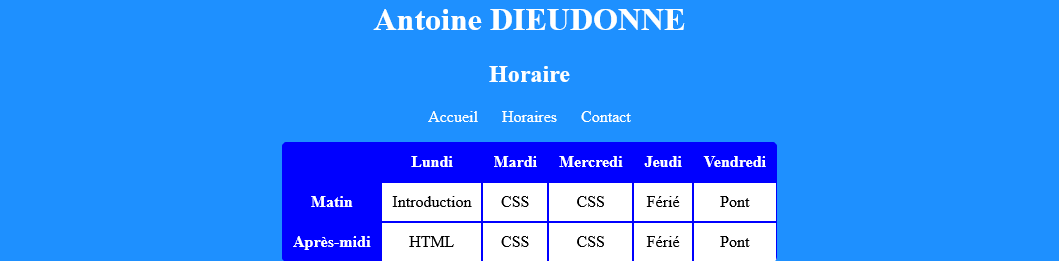 Antoine DIEUDONNE
Horaire
Accueil Horaires Contact
Lundi Mardi Mercredi Jeudi Vendredi
Matin Introduction CSS CSS Férié Pont
Après-midi HTML CSS CSS Férié Pont